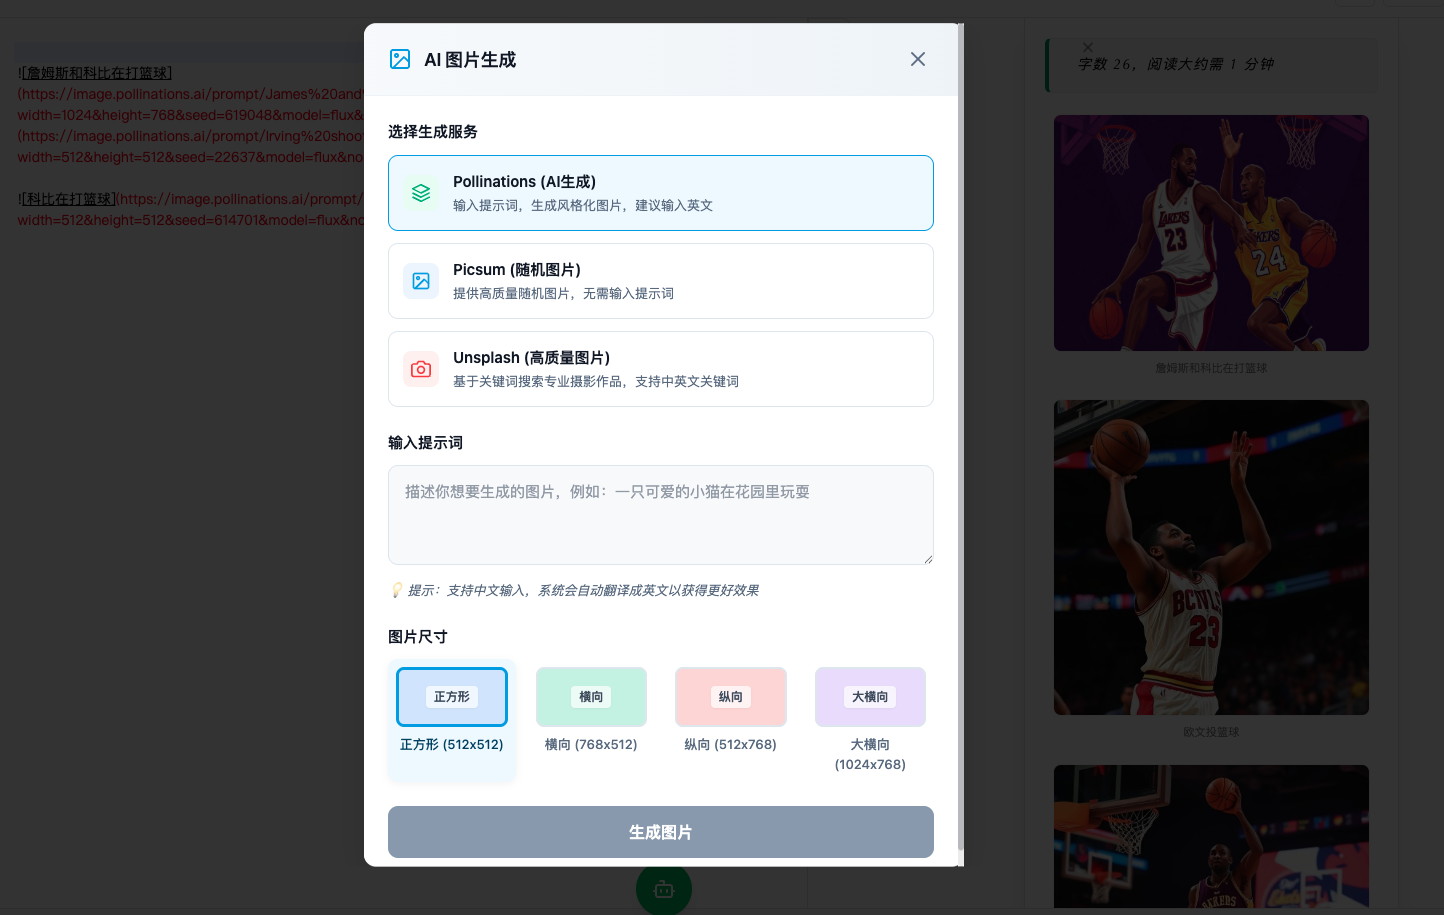 AI 图片生成
选择生成服务
Pollinations (AI生成)
输入提示词，生成风格化图片，建议输入英文
Picsum (随机图片)
提供高质量随机图片，无需输入提示词
Unsplash (高质量图片)
基于关键词搜索专业摄影作品，支持中英文关键词
输入提示词
描述你想要生成的图片，例如：一只可爱的小猫在花园里玩耍
💡 提示：支持中文输入，系统会自动翻译成英文以获得更好效果
图片尺寸
正方形
横向
纵向
大横向
正方形 (512x512)
横向 (768x512)
纵向 (512x768)
大横向
(1024x768)
生成图片
![詹姆斯和科比在打篮球]
(https://image.pollinations.ai/prompt/James%20and%
width=1024&height=768&seed=619048&model=flux&
(https://image.pollinations.ai/prompt/Irving%20shoo
width=512&height=512&seed=22637&model=flux&no
![科比在打篮球](https://image.pollinations.ai/prompt/
width=512&height=512&seed=614701&model=flux&no
字数 26，阅读大约需 1 分钟
LAKERS
23
LAKERS
24
詹姆斯和科比在打篮球
BCNLS
23
欧文投篮球